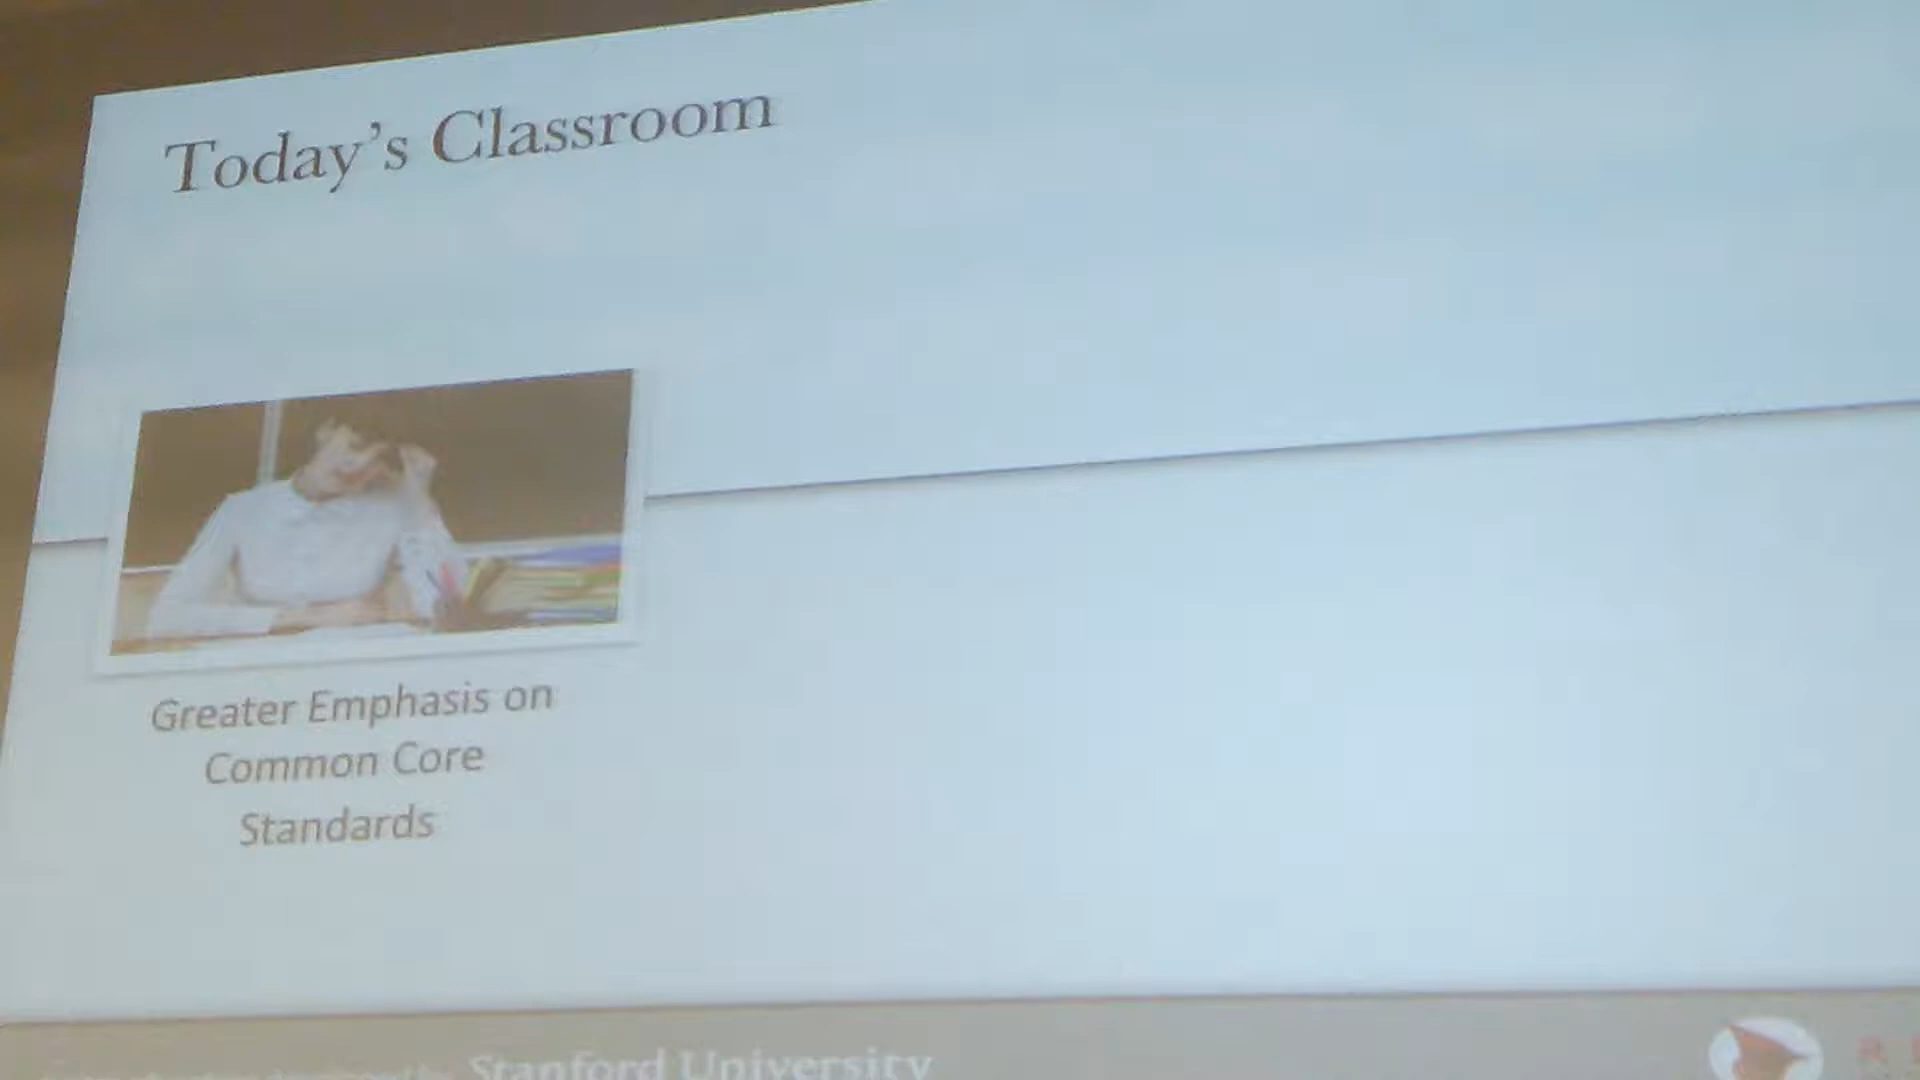 Today’s Classroom
Greater Emphasis on
Common Core
Standards
Stanford University